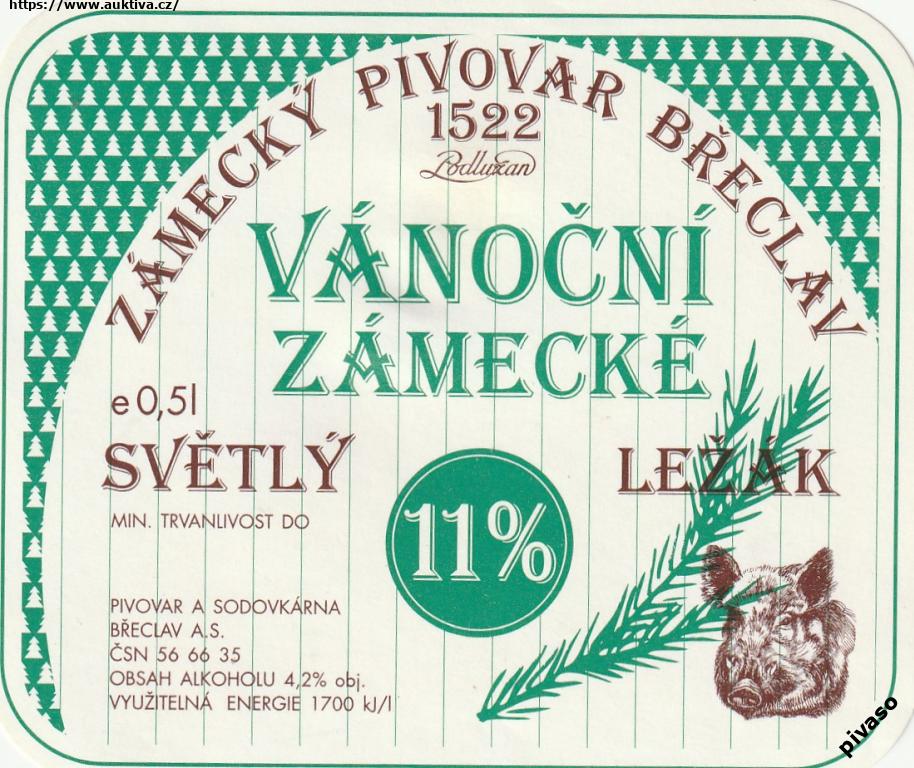 https://www.auktiva.cz/
ZÁMECKÝ PIVOVAR BŘECLAV
1522
Podlužan
VÁNOČNÍ
ZÁMECKÉ
e 0,5l
SVĚTLÝ LEŽÁK
MIN. TRVANLIVOST DO
11%
PIVOVAR A SODOVKÁRNA
BŘECLAV A.S.
ČSN 56 66 35
OBSAH ALKOHOLU 4,2% obj.
VYUŽITELNÁ ENERGIE 1700 kJ/l
pivaso